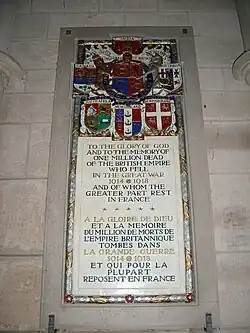 TO THE GLORY OF GOD
AND TO THE MEMORY OF
ONE MILLION DEAD
OF THE BRITISH EMPIRE
WHO FELL
IN THE GREAT WAR
1914 1918
AND OF WHOM THE
GREATER PART REST
IN FRANCE
A LA GLOIRE DE DIEU
ET A LA MEMOIRE
DU MILLION DE MORTS DE
L'EMPIRE BRITANNIQUE
TOMBES DANS
LA GRANDE GUERRE
1914 1918
ET QUI POUR LA
PLUPART
REPOSENT EN FRANCE